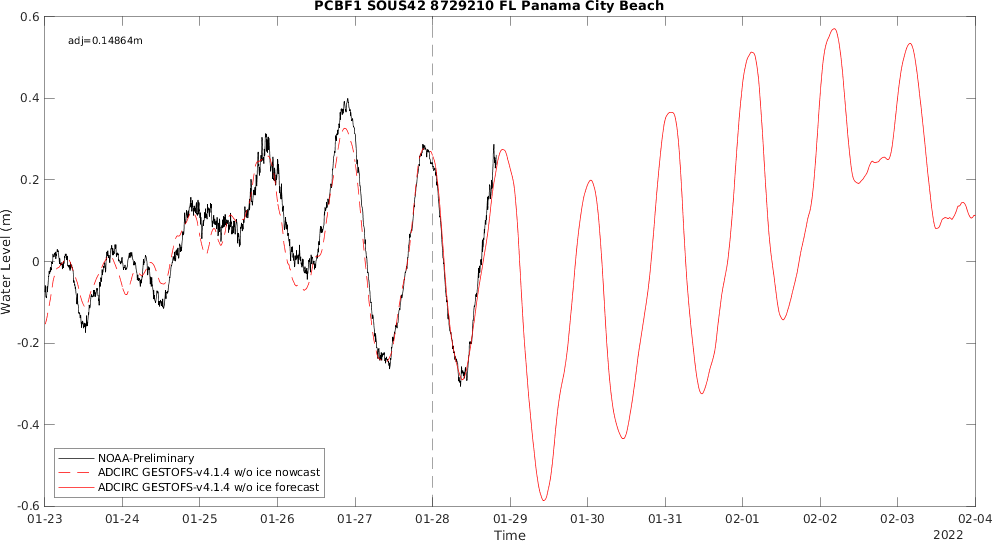 PCBF1 SOUS42 8729210 FL Panama City Beach
adj=0.14864m
0.6
0.4
0.2
0
-0.2
-0.4
-0.6
Water Level (m)
NOAA-Preliminary
ADCIRC GESTOFS-v4.1.4 w/o ice nowcast
ADCIRC GESTOFS-v4.1.4 w/o ice forecast
01-23 01-24 01-25 01-26 01-27 01-28 01-29 01-30 01-31 02-01 02-02 02-03 02-04
Time
2022